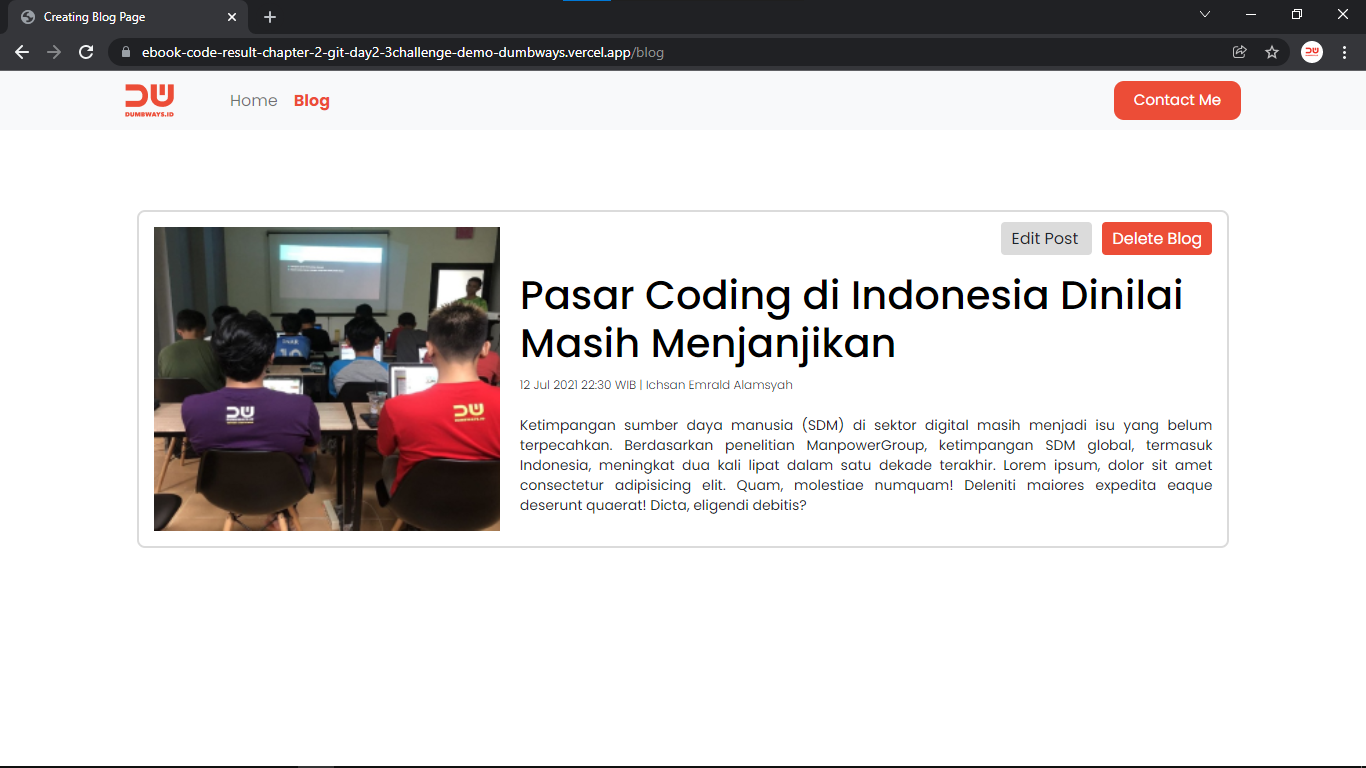 Creating Blog Page
ebook-code-result-chapter-2-git-day2-3challenge-demo-dumbways.vercel.app/blog
DUMBWAYS.ID
Home
Blog
Contact Me
Edit Post
Delete Blog
Pasar Coding di Indonesia Dinilai
Masih Menjanjikan
12 Jul 2021 22:30 WIB | Ichsan Emrald Alamsyah
Ketimpangan sumber daya manusia (SDM) di sektor digital masih menjadi isu yang belum
terpecahkan. Berdasarkan penelitian ManpowerGroup, ketimpangan SDM global, termasuk
Indonesia, meningkat dua kali lipat dalam satu dekade terakhir. Lorem ipsum, dolor sit amet
consectetur adipisicing elit. Quam, molestiae numquam! Deleniti maiores expedita eaque
deserunt quaerat! Dicta, eligendi debitis?